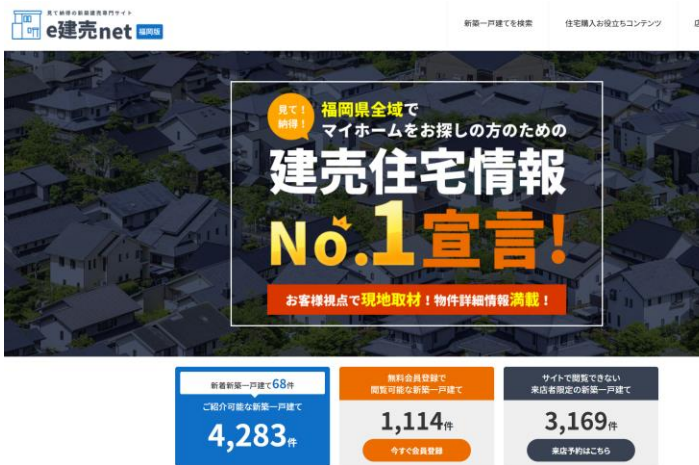 見て納得の新築建売専門サイト
e建売net 福岡版
新築一戸建てを検索
住宅購入お役立ちコンテンツ
見て！
納得！
福岡県全域で
マイホームをお探しの方のための
建売住宅情報
No.1宣言!
お客様視点で現地取材！物件詳細情報満載！
新着新築一戸建て68件
ご紹介可能な新築一戸建て
4,283件
無料会員登録で
閲覧可能な新築一戸建て
1,114件
今すぐ会員登録
サイトで閲覧できない
来店者限定の新築一戸建て
3,169件
来店予約はこちら